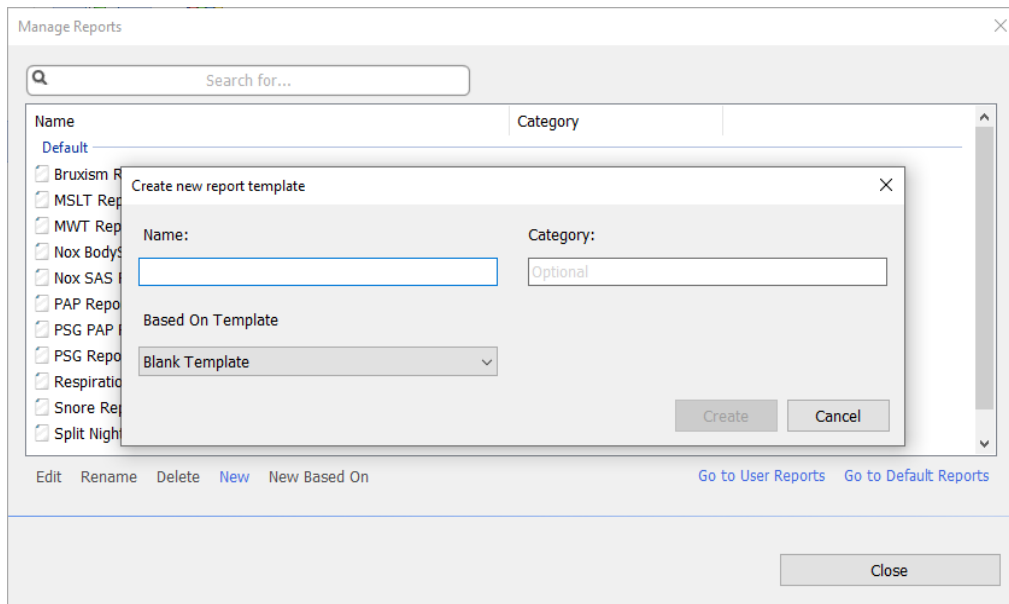 Manage Reports
Search for...
Name Category
Default
Bruxism R
MSLT Rep
MWT Rep
Nox Body
Nox SAS
PAP Repo
PSG PAP
PSG Repo
Respiratio
Snore Rep
Split Night
Create new report template
Name: Category:
Optional
Based On Template
Blank Template
Create Cancel
Edit Rename Delete New New Based On Go to User Reports Go to Default Reports
Close